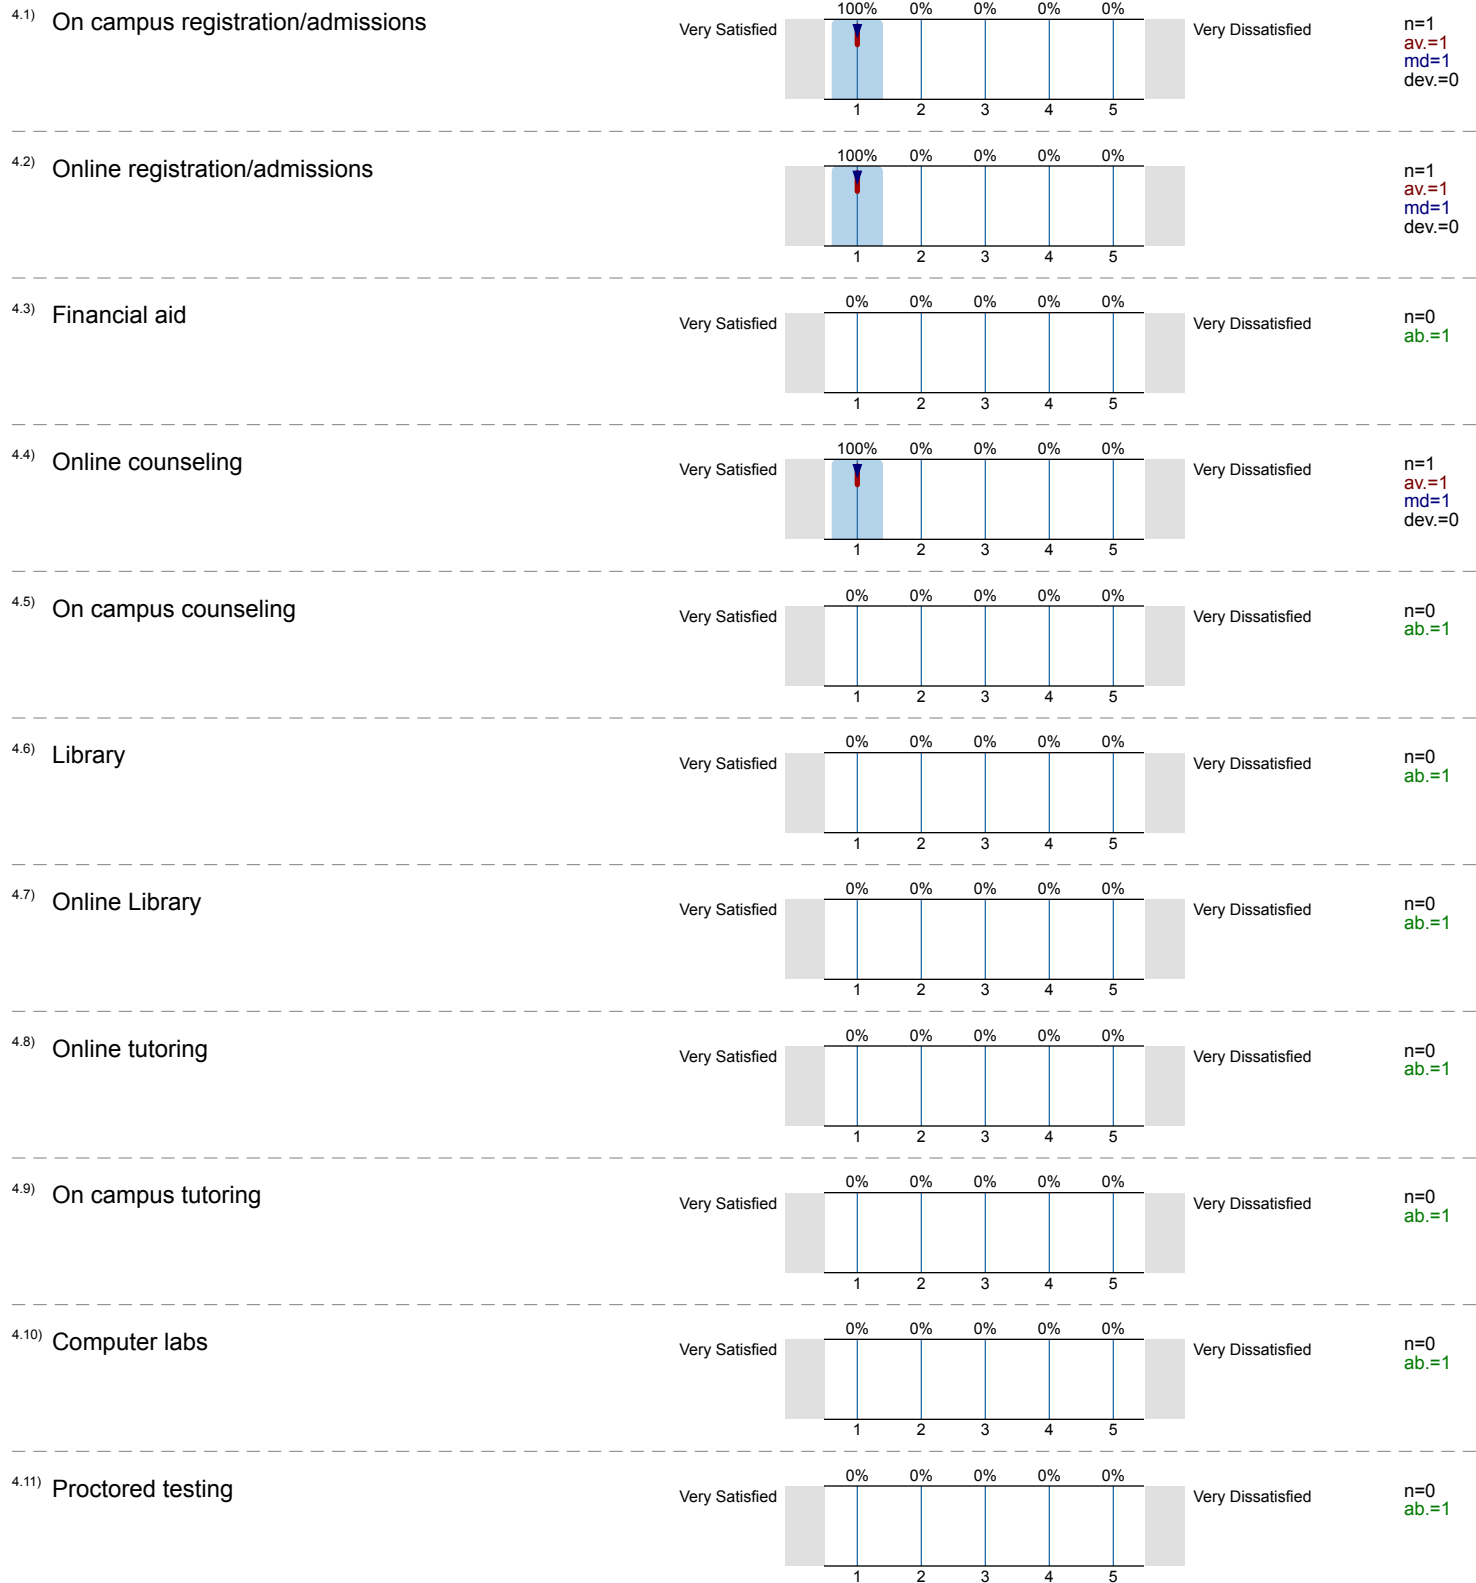 4.1) On campus registration/admissions
100% 0% 0% 0% 0%
Very Satisfied Very Dissatisfied
n=1
av.=1
md=1
dev.=0
1 2 3 4 5
4.2) Online registration/admissions
100% 0% 0% 0% 0%
n=1
av.=1
md=1
dev.=0
1 2 3 4 5
4.3) Financial aid
0% 0% 0% 0% 0%
Very Satisfied Very Dissatisfied
n=0
ab.=1
1 2 3 4 5
4.4) Online counseling
100% 0% 0% 0% 0%
Very Satisfied Very Dissatisfied
n=1
av.=1
md=1
dev.=0
1 2 3 4 5
4.5) On campus counseling
0% 0% 0% 0% 0%
Very Satisfied Very Dissatisfied
n=0
ab.=1
1 2 3 4 5
4.6) Library
0% 0% 0% 0% 0%
Very Satisfied Very Dissatisfied
n=0
ab.=1
1 2 3 4 5
4.7) Online Library
0% 0% 0% 0% 0%
Very Satisfied Very Dissatisfied
n=0
ab.=1
1 2 3 4 5
4.8) Online tutoring
0% 0% 0% 0% 0%
Very Satisfied Very Dissatisfied
n=0
ab.=1
1 2 3 4 5
4.9) On campus tutoring
0% 0% 0% 0% 0%
Very Satisfied Very Dissatisfied
n=0
ab.=1
1 2 3 4 5
4.10) Computer labs
0% 0% 0% 0% 0%
Very Satisfied Very Dissatisfied
n=0
ab.=1
1 2 3 4 5
4.11) Proctored testing
0% 0% 0% 0% 0%
Very Satisfied Very Dissatisfied
n=0
ab.=1
1 2 3 4 5